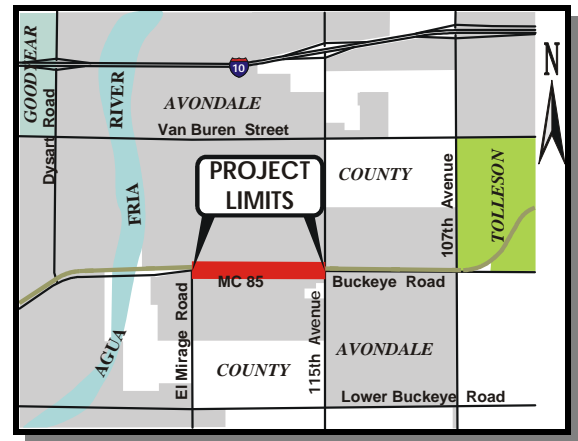 GOODYEAR
Dysart Road
RIVER
FRIA
AGUA
10
AVONDALE
Van Buren Street
N
PROJECT
LIMITS
COUNTY
107th Avenue
TOLLESON
MC 85
Buckeye Road
El Mirage Road
COUNTY
115th Avenue
AVONDALE
Lower Buckeye Road